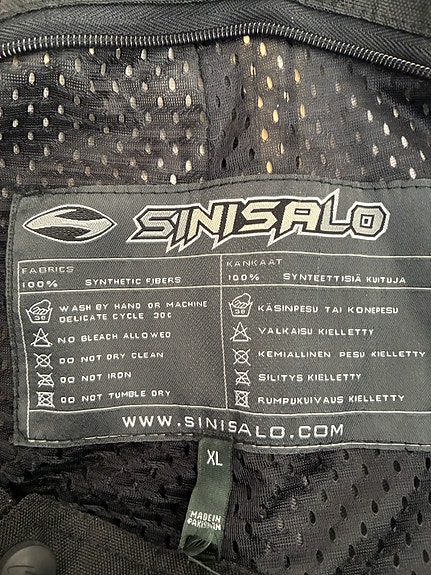 SINISALO
FABRICS
100% SYNTHETIC FIBERS
WASH BY HAND OR MACHINE
DELICATE CYCLE 30C
NO BLEACH ALLOWED
DO NOT DRY CLEAN
DO NOT IRON
DO NOT TUMBLE DRY
KANKAAT
100% SYNTEETTISIÄ KUITUJA
KÄSINPESU TAI KONEPESU
VALKAISU KIELLETTY
KEMIALLINEN PESU KIELLETTY
SILITYS KIELLETTY
RUMPUKUIVAUS KIELLETTY
WWW.SINISALO.COM
XL
MADE IN
PAKISTAN